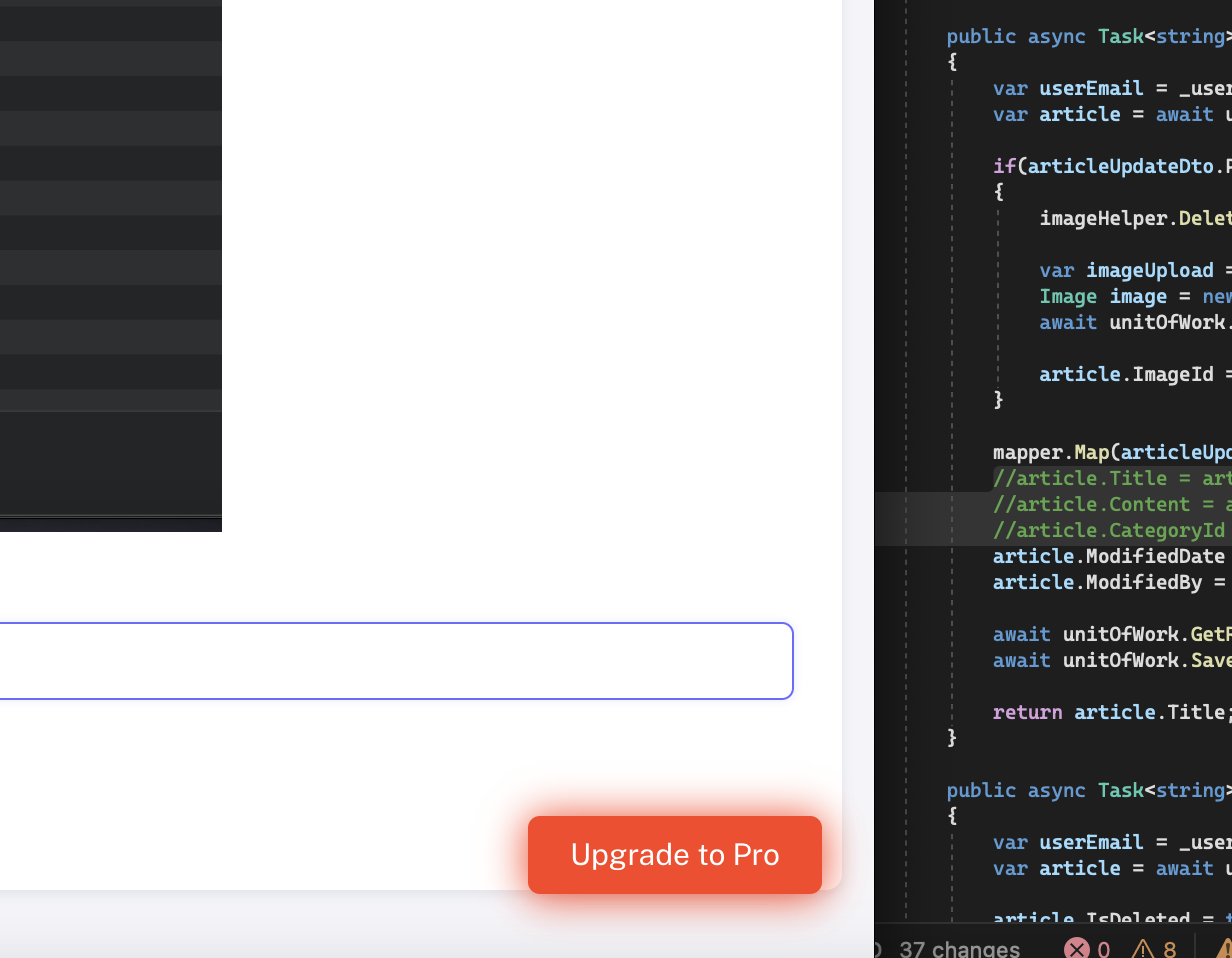 Upgrade to Pro
public async Task<string>
{
var userEmail = _user
var article = await u
if(articleUpdateDto.P
{
imageHelper.Delet
var imageUpload =
Image image = new
await unitOfWork.
article.ImageId =
}
mapper.Map(articleUpd
//article.Title = art
//article.Content = a
//article.CategoryId
article.ModifiedDate
article.ModifiedBy =
await unitOfWork.GetR
await unitOfWork.Save
return article.Title;
}
public async Task<string>
{
var userEmail = _user
var article = await u
article.IsDeleted = t
37 changes 0 8